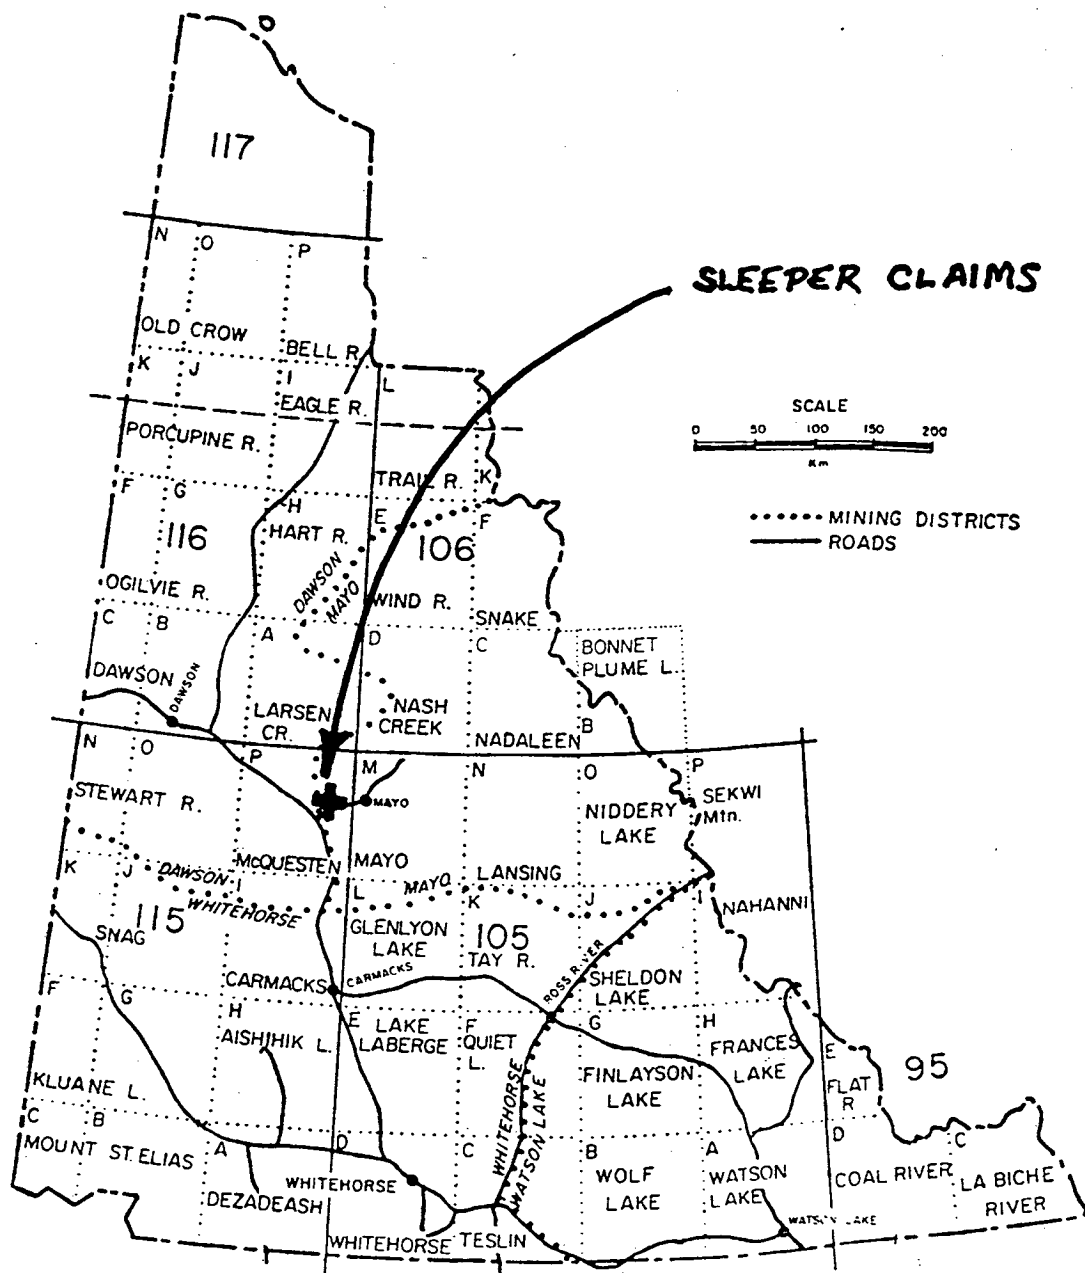 117
N O P
SLEEPER CLAIMS
OLD CROW
BELL R.
K J I L
EAGLE R.
SCALE
0 50 100 150 200
Km
PORCUPINE R.
TRAIL R.
K
F G H E F
MINING DISTRICTS
ROADS
116
HART R.
106
DAWSON
MAYO
OGILVIE R.
WIND R.
SNAKE
C B A D C
BONNET
PLUME L.
DAWSON
DAWSON
LARSEN
CR.
NASH
CREEK
B
NADALEEN
N O P M N O P
STEWART R.
MAYO
NIDDERY
LAKE
SEKWI
Mtn.
McQUESTEN
MAYO
LANSING
K J I L K J I
DAWSON
WHITEHORSE
MAYO
NAHANNI
115
SNAG
GLENLYON
LAKE
105
TAY R.
ROSS RIVER
SHELDON
LAKE
CARMACKS
CARMACKS
F G H E F G H E
AISHIHIK L.
LAKE
LABERGE
QUIET
L.
FRANCES
LAKE
95
KLUANE L.
WHITEHORSE
WATSON LAKE
FINLAYSON
LAKE
FLAT
R
C B A D C B A D C
MOUNT ST. ELIAS
DEZADEASH
WHITEHORSE
WOLF
LAKE
WATSON
LAKE
COAL RIVER
LA BICHE
RIVER
WHITEHORSE
TESLIN
WATSON LAKE